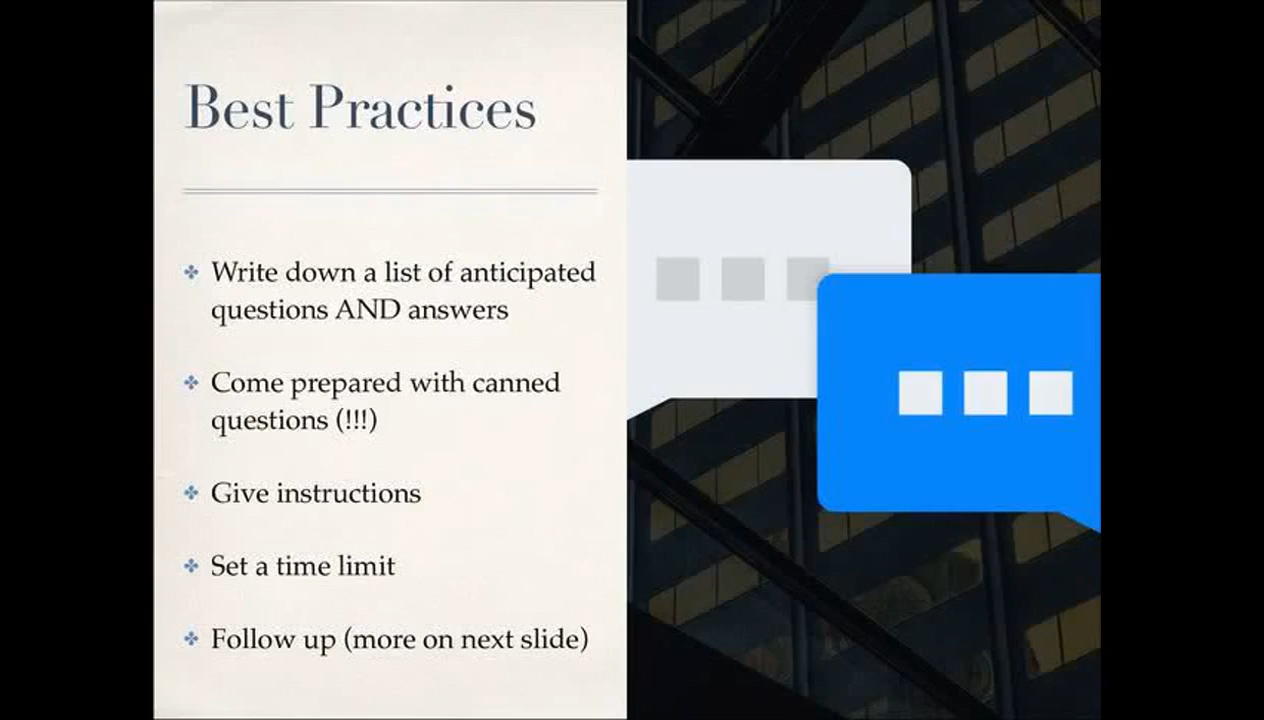 Best Practices
Write down a list of anticipated
questions AND answers
Come prepared with canned
questions (!!!)
Give instructions
Set a time limit
Follow up (more on next slide)